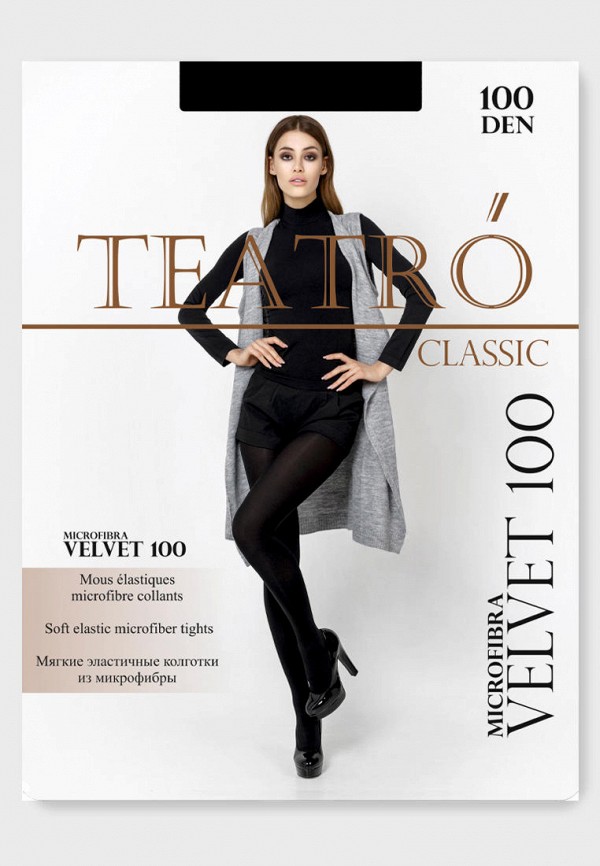 100
DEN
TEATRÓ
CLASSIC
MICROFIBRA
VELVET 100
MICROFIBRA
VELVET 100
Mous élastiques
microfibre collants
Soft elastic microfiber tights
Мягкие эластичные колготки
из микрофибры